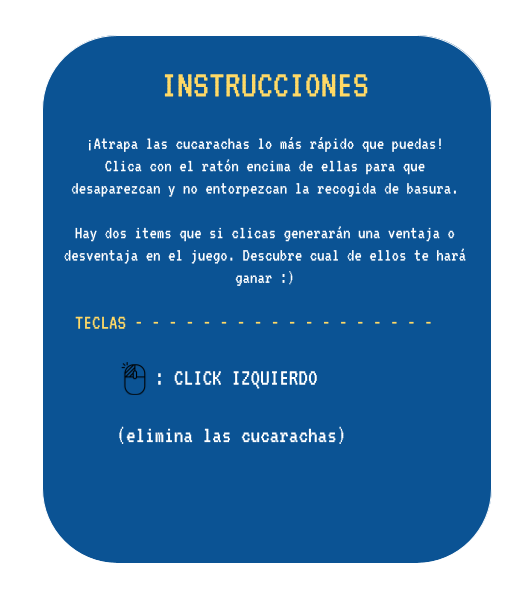 INSTRUCCIONES
¡Atrapa las cucarachas lo más rápido que puedas!
Clica con el ratón encima de ellas para que
desaparezcan y no entorpezcan la recogida de basura.
Hay dos items que si clicas generarán una ventaja o
desventaja en el juego. Descubre cual de ellos te hará
ganar :)
TECLAS - - - - - - - - - - - - - - - - - -
: CLICK IZQUIERDO
(elimina las cucarachas)